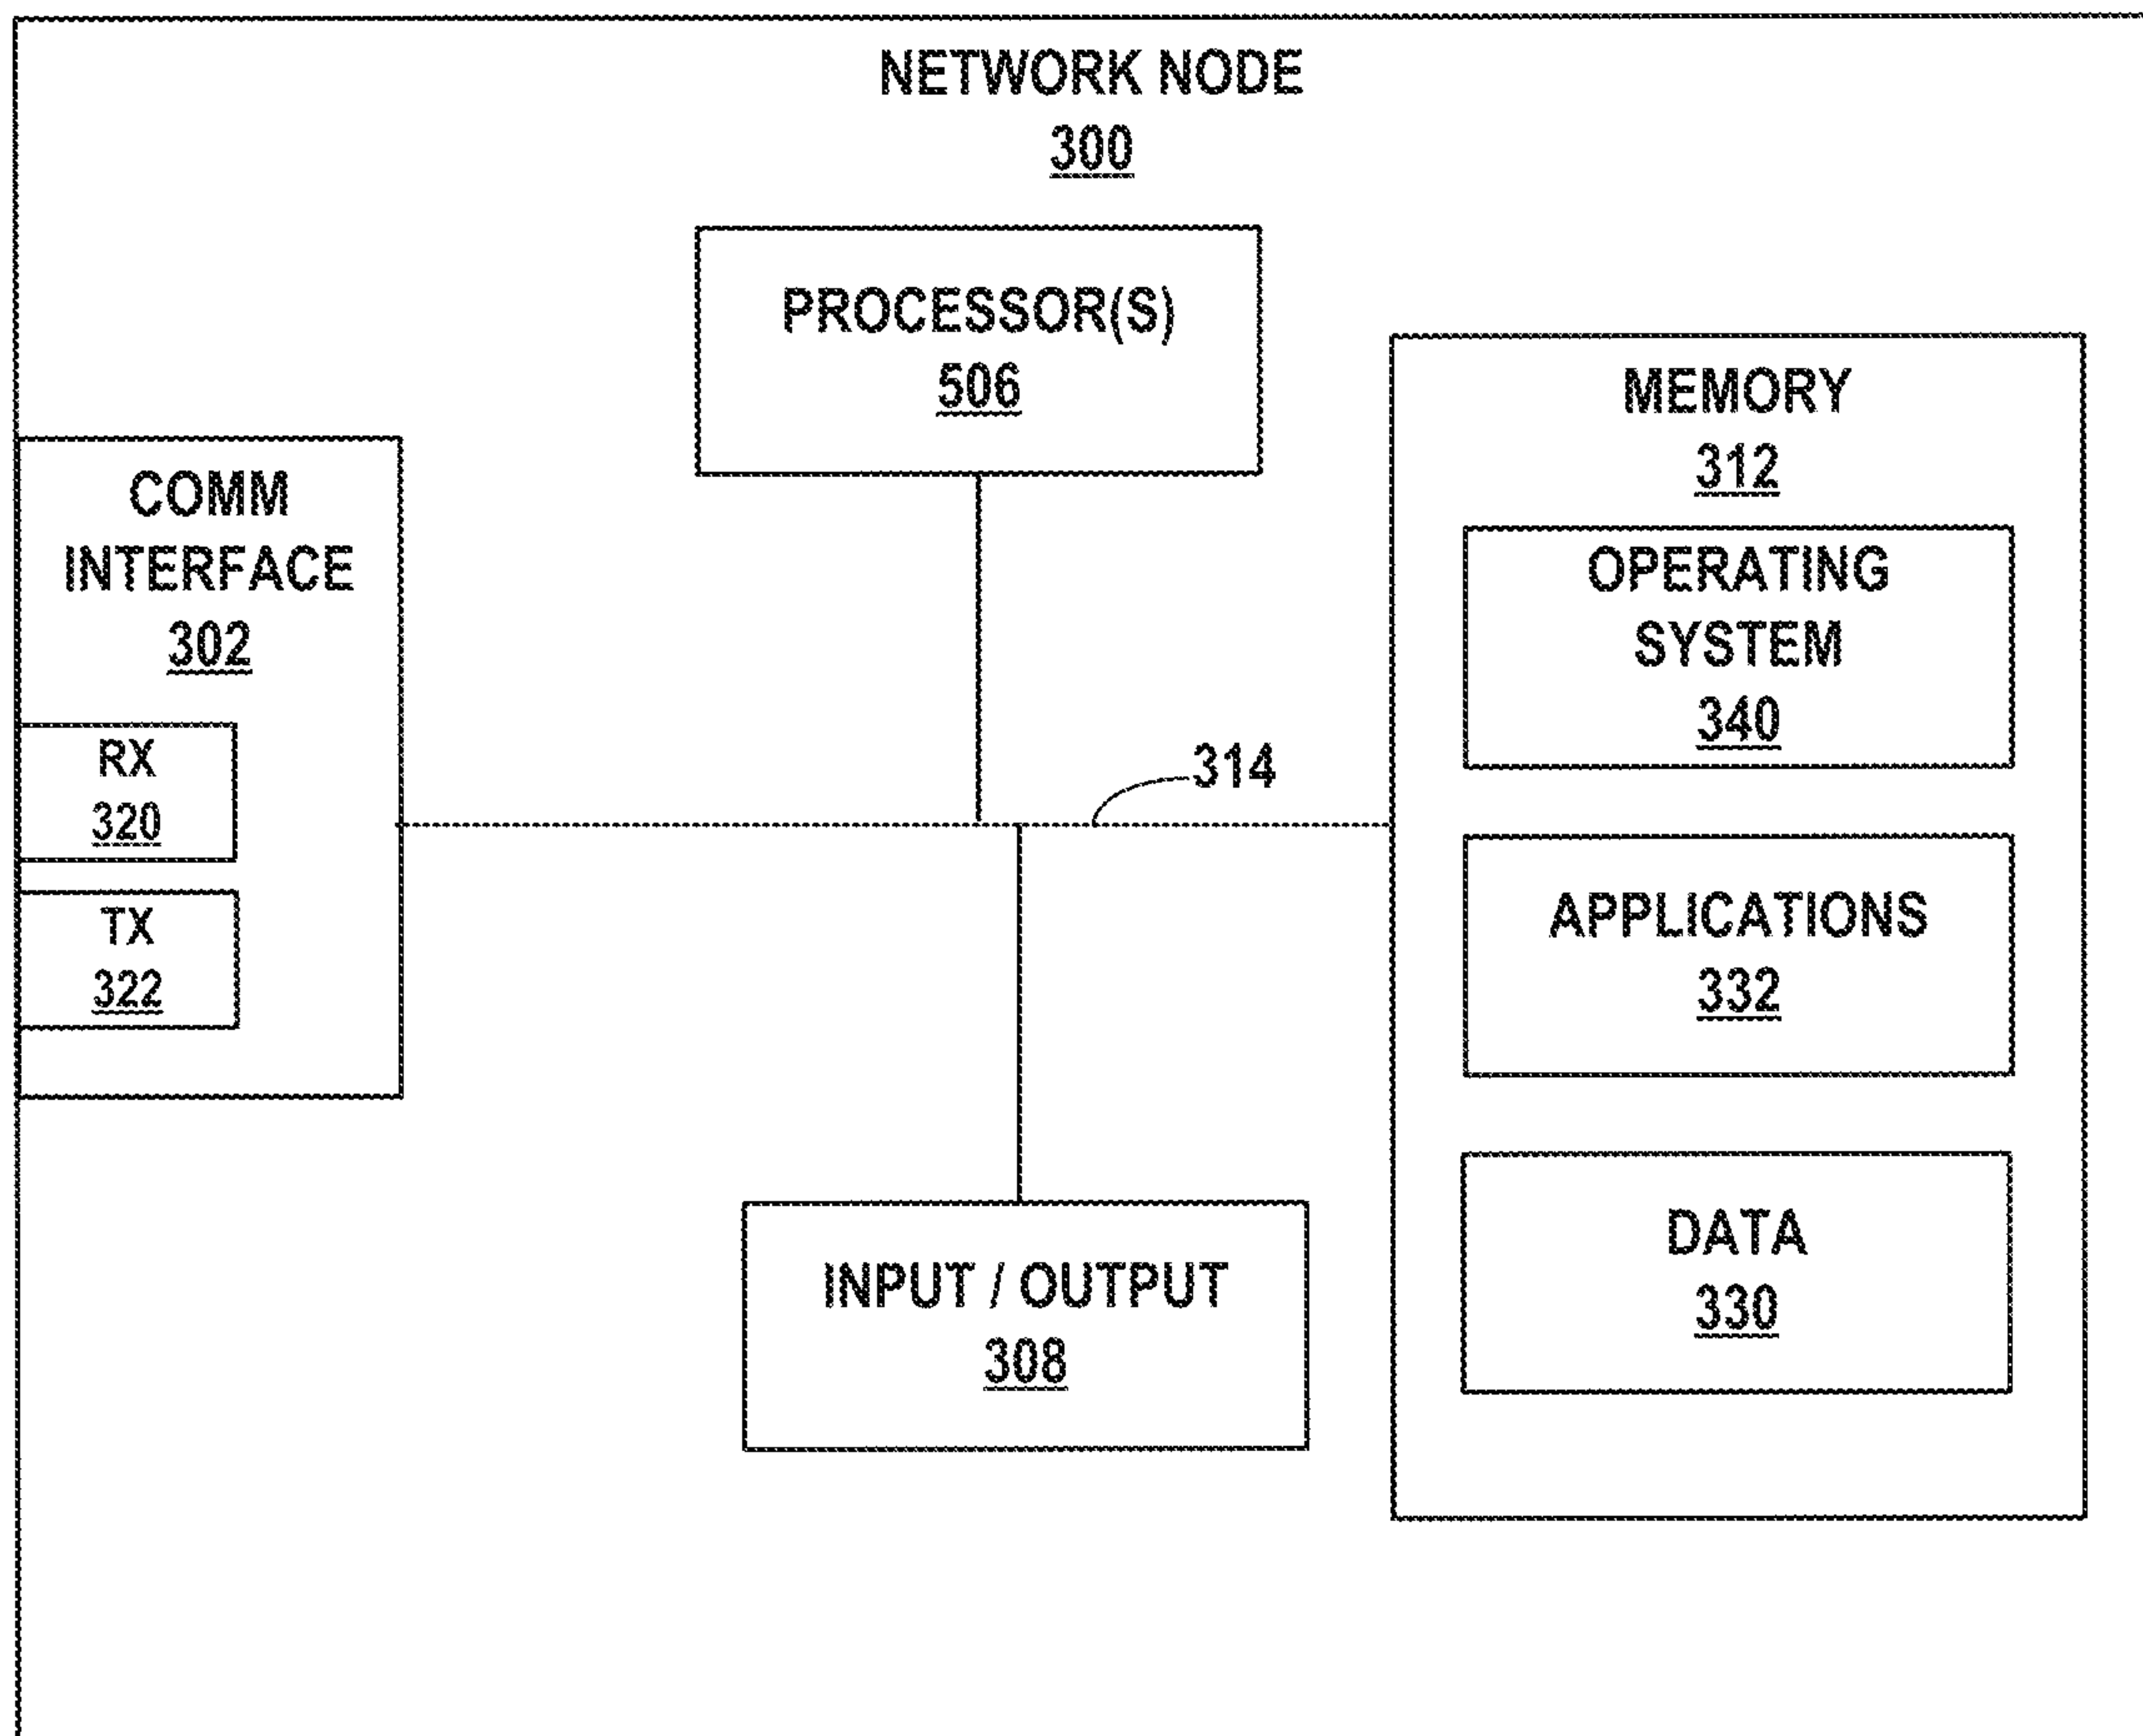 NETWORK NODE
300
PROCESSOR(S)
506
COMM
INTERFACE
302
RX
320
TX
322
314
INPUT / OUTPUT
308
MEMORY
312
OPERATING
SYSTEM
340
APPLICATIONS
332
DATA
330